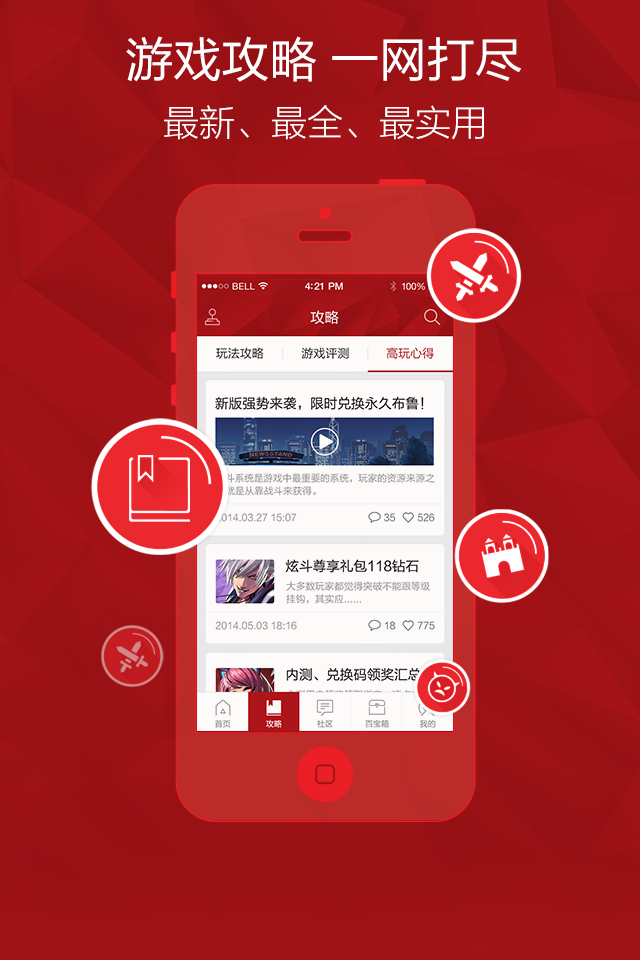 游戏攻略 一网打尽
最新、最全、最实用
BELL 4:21 PM 100%
攻略
玩法攻略 游戏评测 高玩心得
新版强势来袭，限时兑换永久布鲁！
NEWSSTAND
斗系统是游戏中最重要的系统，玩家的资源来源之
就是从靠战斗来获得。
2014.03.27 15:07 35 526
炫斗尊享礼包118钻石
大多数玩家都觉得突破不能跟等级
挂钩，其实应......
2014.05.03 18:16 18 775
内测、兑换码领奖汇总
首页 攻略 社区 百宝箱 我的